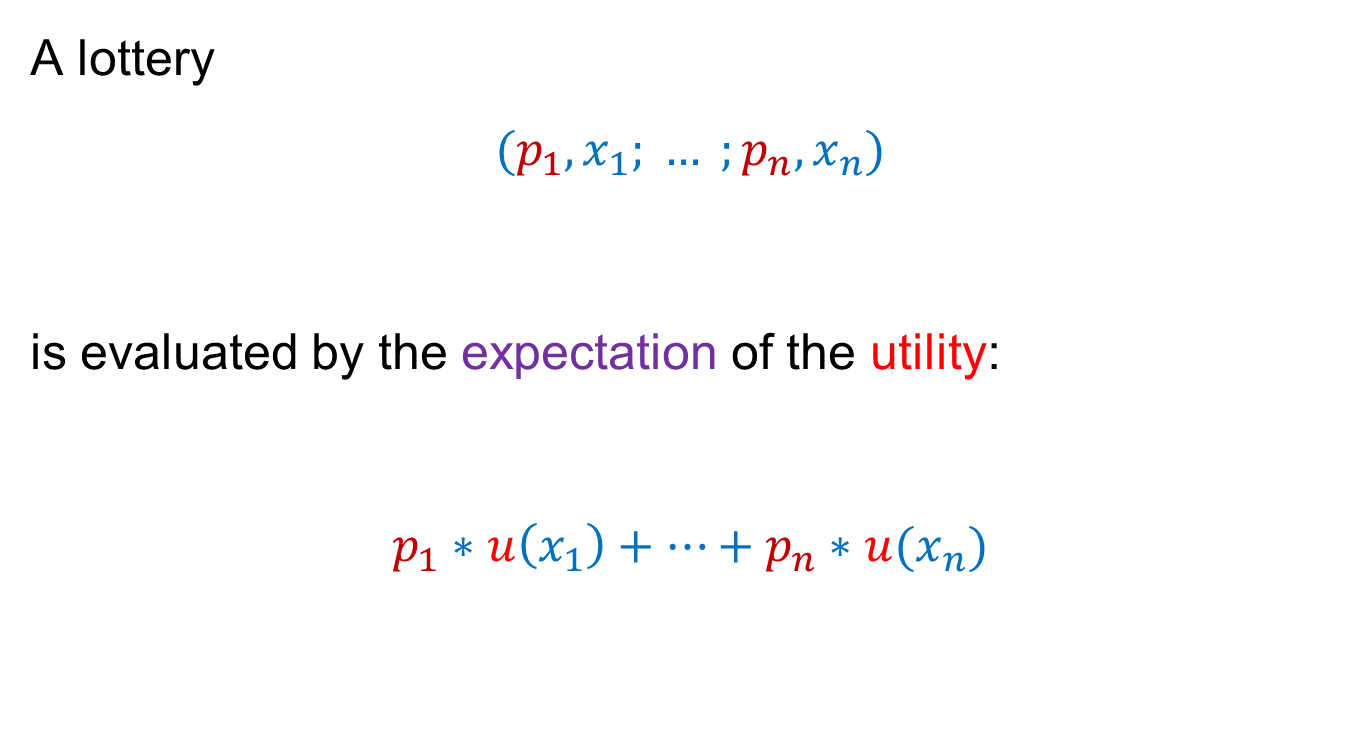 A lottery
(p₁, x₁; … ; pₙ, xₙ)
is evaluated by the expectation of the utility:
p₁ * u(x₁) + ⋯ + pₙ * u(xₙ)